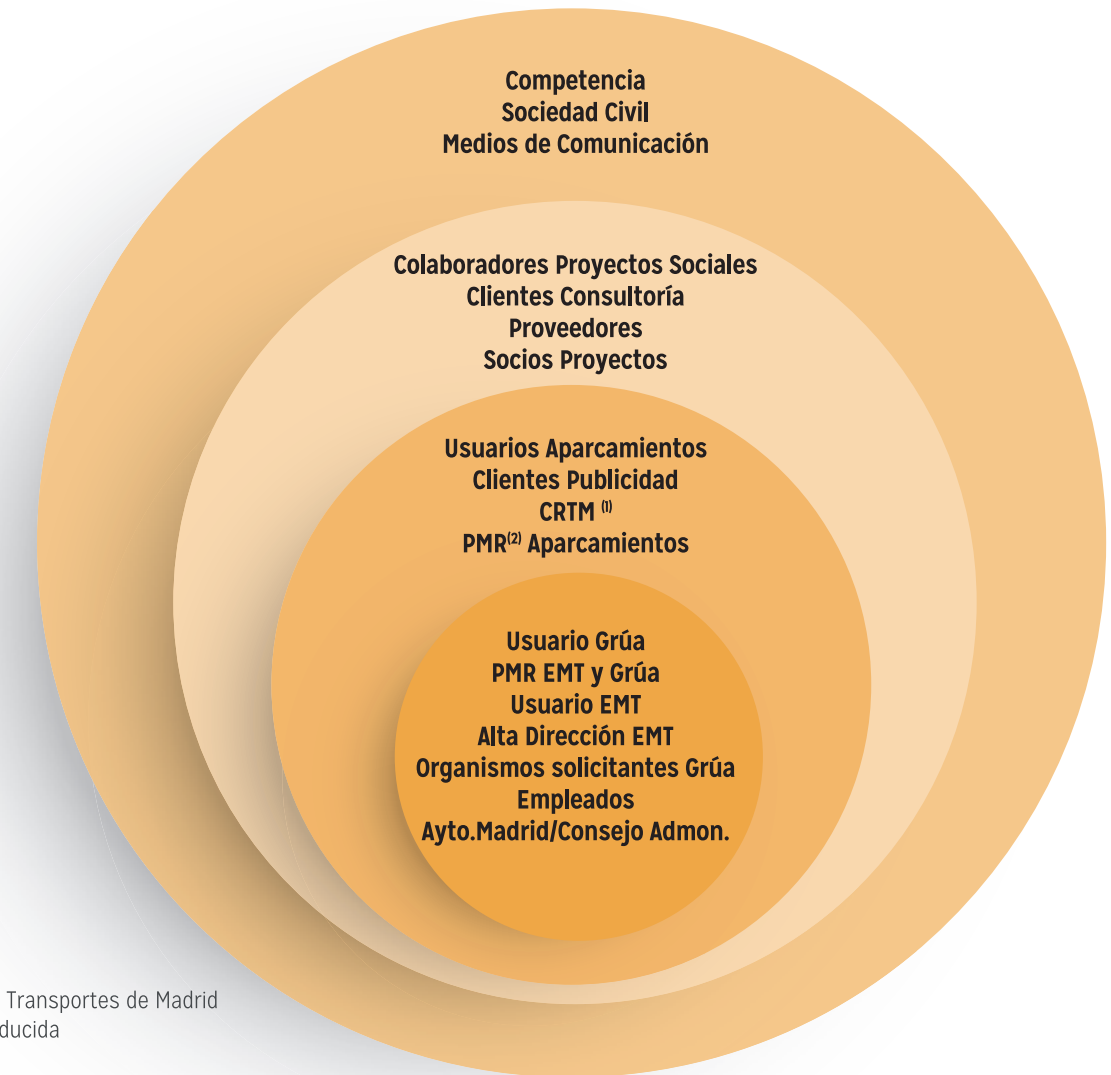 Competencia
Sociedad Civil
Medios de Comunicación
Colaboradores Proyectos Sociales
Clientes Consultoría
Proveedores
Socios Proyectos
Usuarios Aparcamientos
Clientes Publicidad
CRTM (1)
PMR(2) Aparcamientos
Usuario Grúa
PMR EMT y Grúa
Usuario EMT
Alta Dirección EMT
Organismos solicitantes Grúa
Empleados
Ayto.Madrid/Consejo Admon.
Transportes de Madrid
ducida